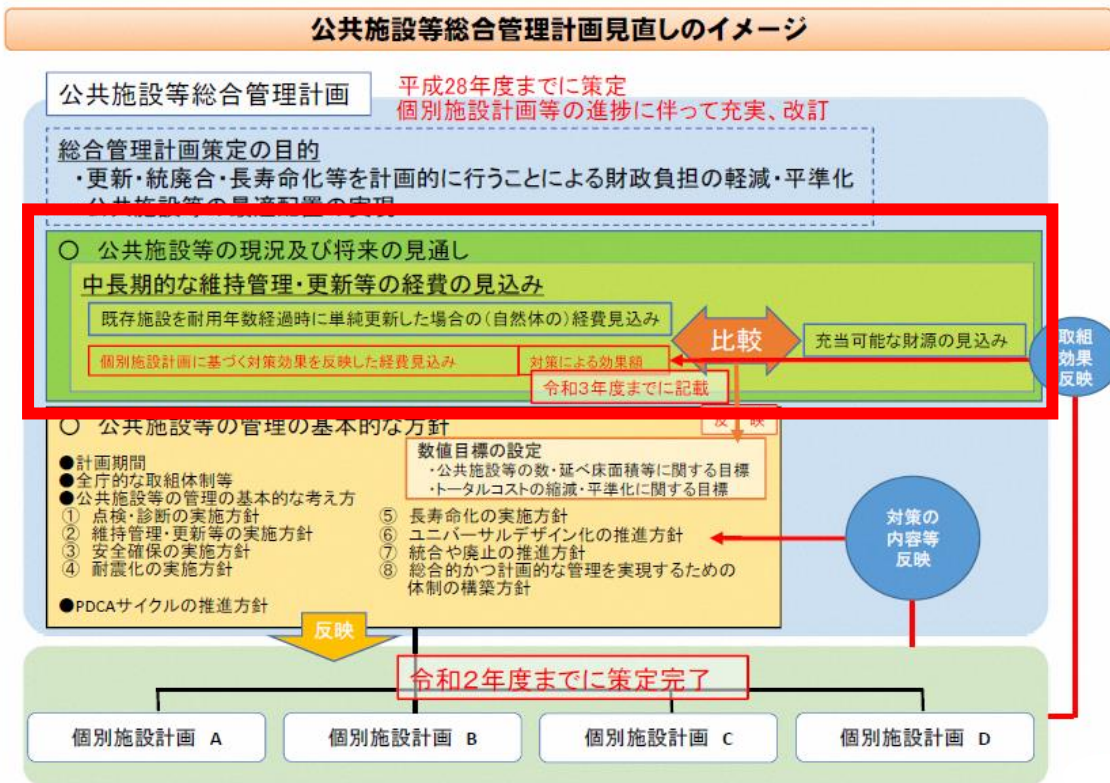 公共施設等総合管理計画見直しのイメージ
公共施設等総合管理計画
平成28年度までに策定
個別施設計画等の進捗に伴って充実、改訂
総合管理計画策定の目的
・更新・統廃合・長寿命化等を計画的に行うことによる財政負担の軽減・平準化
公共施設等の最適配置の実現
○ 公共施設等の現況及び将来の見通し
中長期的な維持管理・更新等の経費の見込み
既存施設を耐用年数経過時に単純更新した場合の(自然体の)経費見込み
比較
充当可能な財源の見込み
個別施設計画に基づく対策効果を反映した経費見込み
対策による効果額
令和3年度までに記載
取組
効果
反映
○ 公共施設等の管理の基本的な方針
反 映
数値目標の設定
・公共施設等の数・延べ床面積等に関する目標
・トータルコストの縮減・平準化に関する目標
●計画期間
●全庁的な取組体制等
●公共施設等の管理の基本的な考え方
① 点検・診断の実施方針
② 維持管理・更新等の実施方針
③ 安全確保の実施方針
④ 耐震化の実施方針
⑤ 長寿命化の実施方針
⑥ ユニバーサルデザイン化の推進方針
⑦ 統合や廃止の推進方針
⑧ 総合的かつ計画的な管理を実現するための
体制の構築方針
●PDCAサイクルの推進方針
対策の
内容等
反映
反映
令和2年度までに策定完了
個別施設計画 A
個別施設計画 B
個別施設計画 C
個別施設計画 D